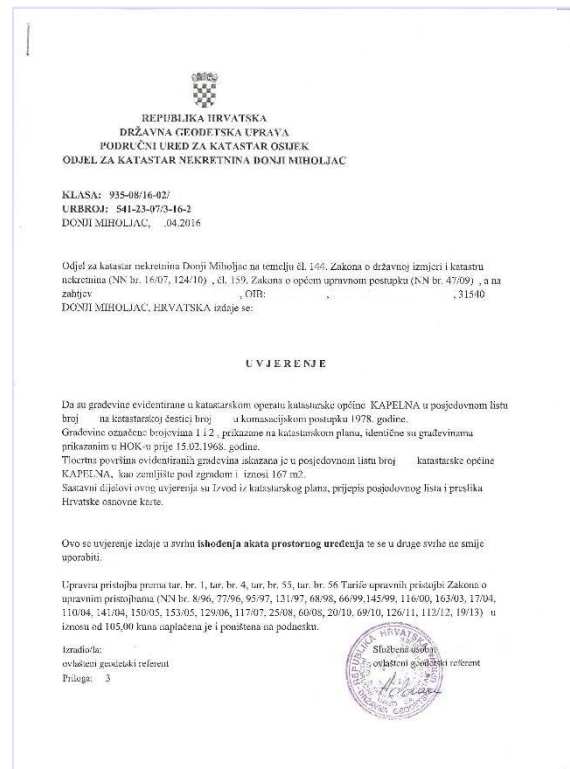 REPUBLIKA HRVATSKA
DRŽAVNA GEODETSKA UPRAVA
PODRUČNI URED ZA KATASTAR OSIJEK
ODJEL ZA KATASTAR NEKRETNINA DONJI MIHOLJAC
KLASA: 935-08/16-02/
URBROJ: 541-23-07/3-16-2
DONJI MIHOLJAC, .04.2016
Odjel za katastar nekretnina Donji Miholjac na temelju čl. 144. Zakona o državnoj izmjeri i katastru
nekretnina (NN br. 16/07, 124/10) , čl. 159. Zakona o općem upravnom postupku (NN br. 47/09) , a na
zahtjev , OIB: , , 31540
DONJI MIHOLJAC, HRVATSKA izdaje se:
U V J E R E N J E
Da su građevine evidentirane u katastarskom operatu katastarske općine KAPELNA u posjedovnom listu
broj na katastarskoj čestici broj u komasacijskom postupku 1978. godine.
Građevine označene brojevima 1 i 2 , prikazane na katastarskom planu, identične su građevinama
prikazanim u HOK-u prije 15.02.1968. godine.
Tlocrtna površina evidentiranih građevina iskazana je u posjedovnom listu broj katastarske općine
KAPELNA, kao zemljište pod zgradom i iznosi 167 m2.
Sastavni dijelovi ovog uvjerenja su Izvod iz katastarskog plana, prijepis posjedovnog lista i preslika
Hrvatske osnovne karte.
Ovo se uvjerenje izdaje u svrhu ishođenja akata prostornog uređenja te se u druge svrhe ne smije
uporabiti.
Upravna pristojba prema tar. br. 1, tar. br. 4, tar. br. 55, tar. br. 56 Tarife upravnih pristojbi Zakona o
upravnim pristojbama (NN br. 8/96, 77/96, 95/97, 131/97, 68/98, 66/99,145/99, 116/00, 163/03, 17/04,
110/04, 141/04, 150/05, 153/05, 129/06, 117/07, 25/08, 60/08, 20/10, 69/10, 126/11, 112/12, 19/13) u
iznosu od 105,00 kuna naplaćena je i poništena na podnesku.
Izradio/la:
ovlašteni geodetski referent
Priloga: 3
Službena osoba
ovlašteni geodetski referent